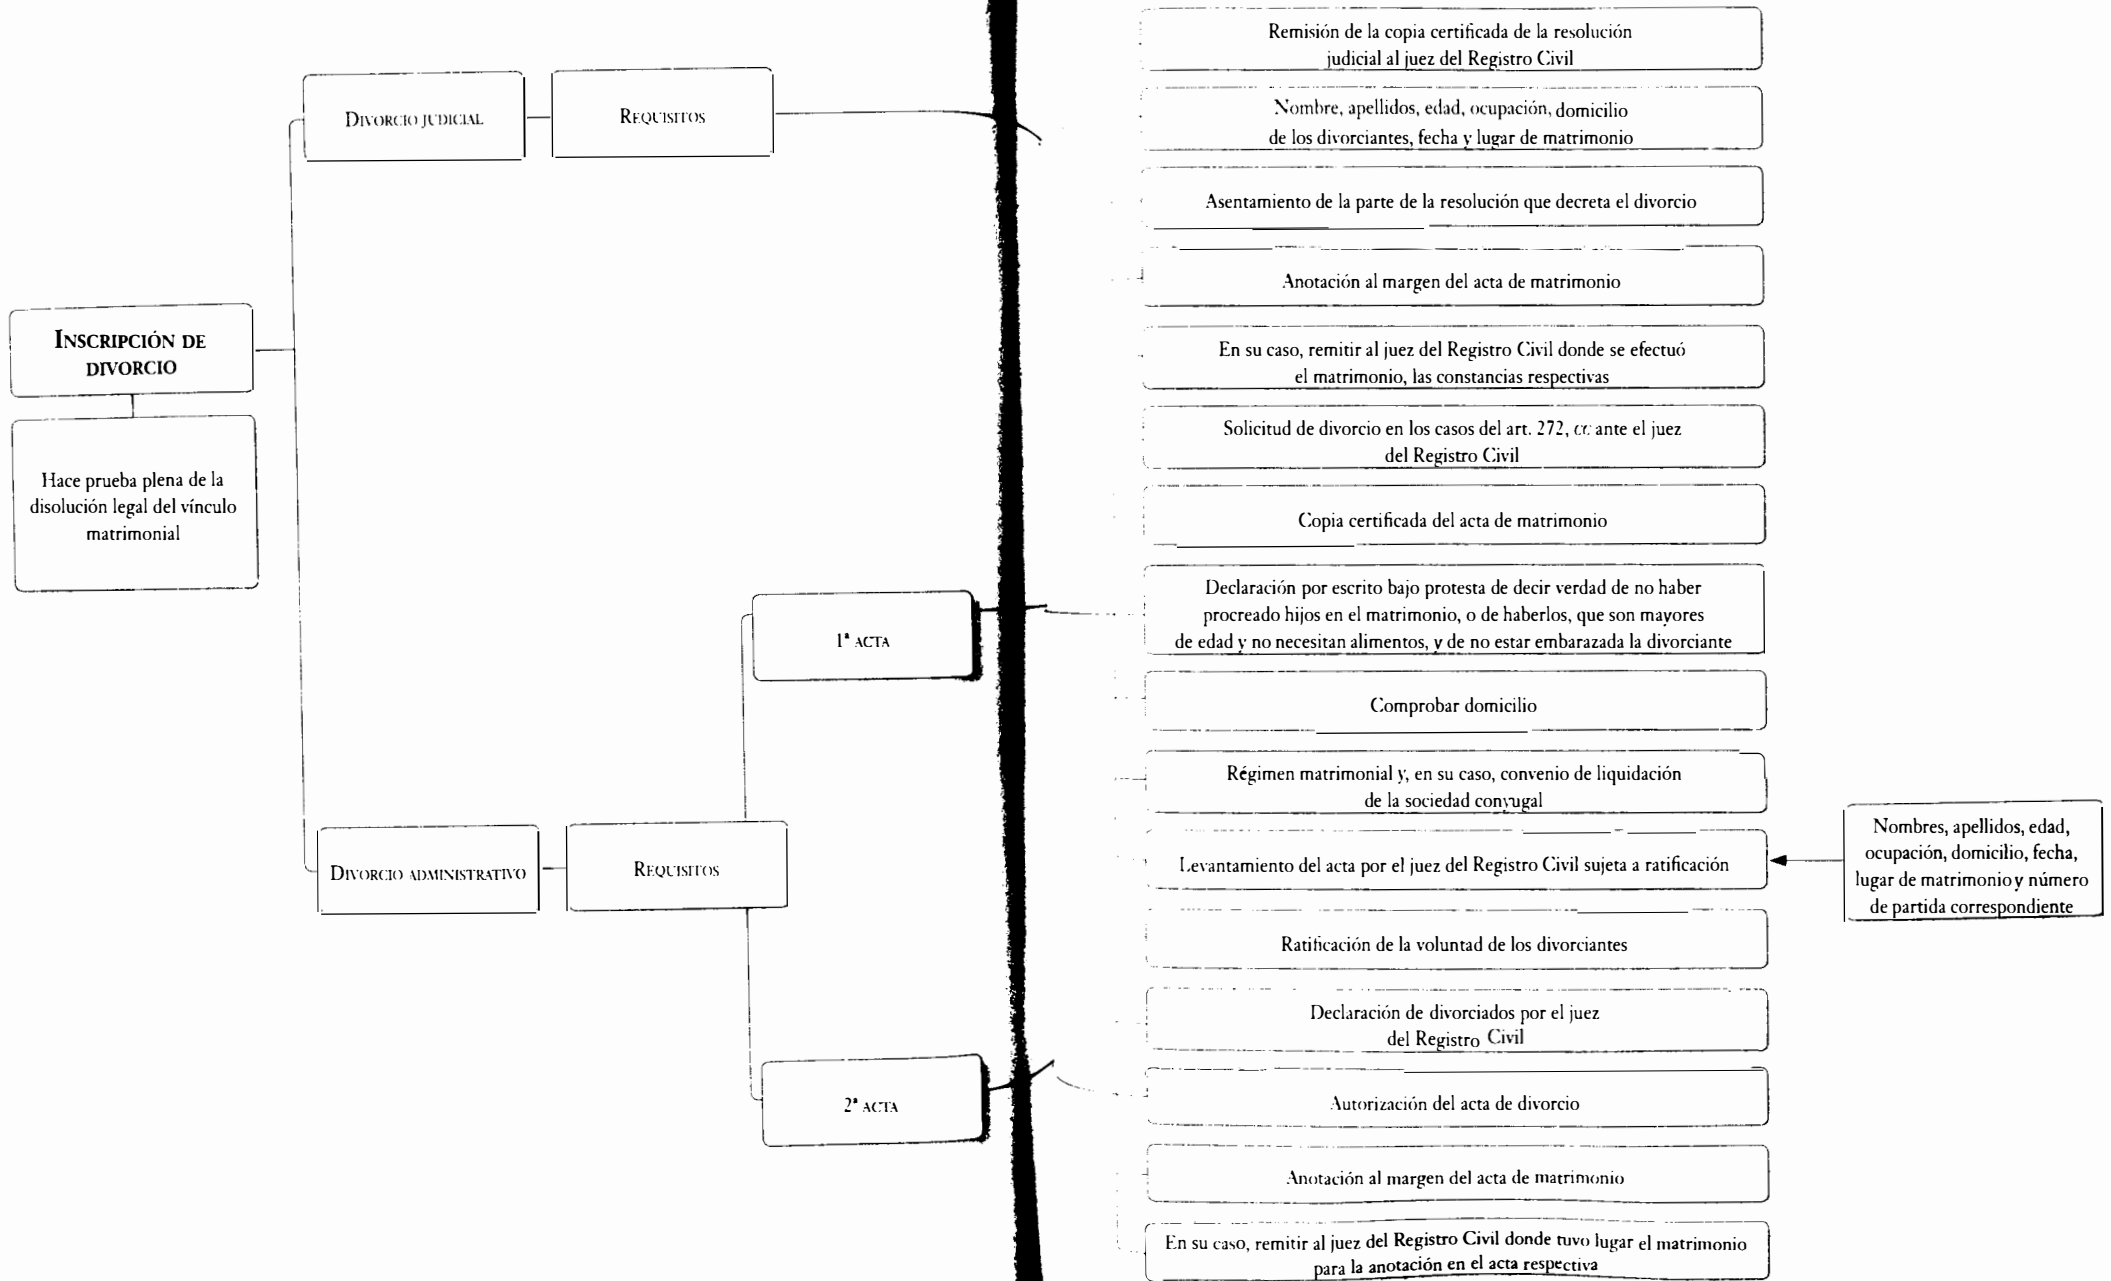 INSCRIPCIÓN DE
DIVORCIO
Hace prueba plena de la
disolución legal del vínculo
matrimonial
DIVORCIO JUDICIAL
REQUISITOS
Remisión de la copia certificada de la resolución
judicial al juez del Registro Civil
Nombre, apellidos, edad, ocupación, domicilio
de los divorciantes, fecha y lugar de matrimonio
Asentamiento de la parte de la resolución que decreta el divorcio
Anotación al margen del acta de matrimonio
En su caso, remitir al juez del Registro Civil donde se efectuó
el matrimonio, las constancias respectivas
DIVORCIO ADMINISTRATIVO
REQUISITOS
1ª ACTA
Solicitud de divorcio en los casos del art. 272, cc ante el juez
del Registro Civil
Copia certificada del acta de matrimonio
Declaración por escrito bajo protesta de decir verdad de no haber
procreado hijos en el matrimonio, o de haberlos, que son mayores
de edad y no necesitan alimentos, y de no estar embarazada la divorciante
Comprobar domicilio
Régimen matrimonial y, en su caso, convenio de liquidación
de la sociedad conyugal
Levantamiento del acta por el juez del Registro Civil sujeta a ratificación
Nombres, apellidos, edad,
ocupación, domicilio, fecha,
lugar de matrimonio y número
de partida correspondiente
2ª ACTA
Ratificación de la voluntad de los divorciantes
Declaración de divorciados por el juez
del Registro Civil
Autorización del acta de divorcio
Anotación al margen del acta de matrimonio
En su caso, remitir al juez del Registro Civil donde tuvo lugar el matrimonio
para la anotación en el acta respectiva